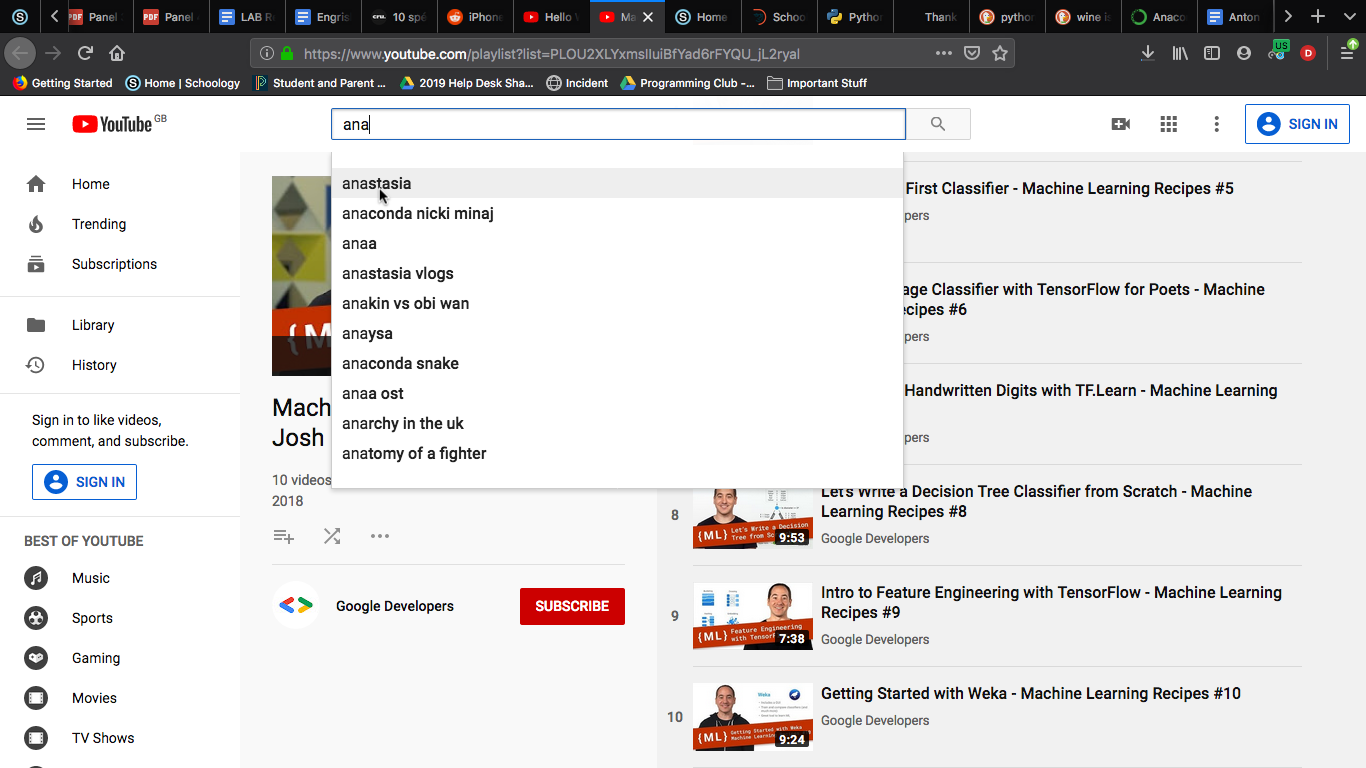 Panel
PDF Panel
LAB R
Engris
CPU. 10 spé
iPhone
Hello
Ma
Home
Schoo
Python
Thank
python
wine is
Anaco
Anton
https://www.youtube.com/playlist?list=PLOU2XLYxmsIIuiBfYad6rFYQU_jL2ryal
US
D
Getting Started
Home | Schoology
Student and Parent ...
2019 Help Desk Sha...
Incident
Programming Club -...
Important Stuff
YouTube GB
ana
SIGN IN
Home
Trending
Subscriptions
Library
History
Sign in to like videos,
comment, and subscribe.
SIGN IN
BEST OF YOUTUBE
Music
Sports
Gaming
Movies
TV Shows
anastasia
anaconda nicki minaj
anaa
anastasia vlogs
anakin vs obi wan
anaysa
anaconda snake
anaa ost
anarchy in the uk
anatomy of a fighter
{ M
Mach
Josh
10 videos
2018
Google Developers
SUBSCRIBE
First Classifier - Machine Learning Recipes #5
pers
age Classifier with TensorFlow for Poets - Machine
ecipes #6
pers
Handwritten Digits with TF.Learn - Machine Learning
pers
8
{ML} Let's Write a Decision
Tree from Scratch
9:53
Let's Write a Decision Tree Classifier from Scratch - Machine
Learning Recipes #8
Google Developers
9
{ML} Feature Engineering
with TensorF
7:38
Intro to Feature Engineering with TensorFlow - Machine Learning
Recipes #9
Google Developers
10
Weka
{ML} Getting Started with Weka
Machine Learning
9:24
Getting Started with Weka - Machine Learning Recipes #10
Google Developers